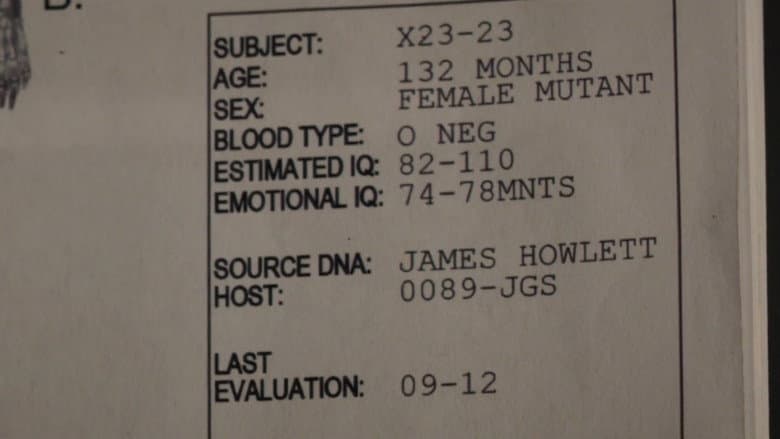 B.
SUBJECT: X23-23
AGE: 132 MONTHS
SEX: FEMALE MUTANT
BLOOD TYPE: O NEG
ESTIMATED IQ: 82-110
EMOTIONAL IQ: 74-78MNTS
SOURCE DNA: JAMES HOWLETT
HOST: 0089-JGS
LAST
EVALUATION: 09-12